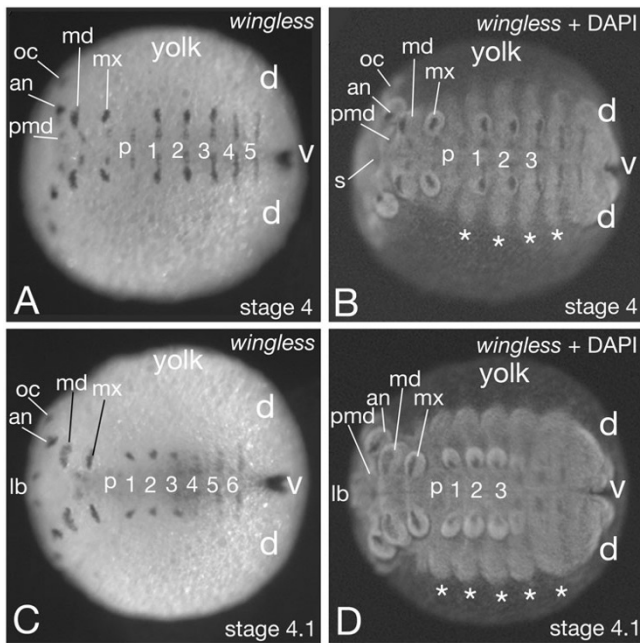 wingless
md
yolk
oc
mx
d
an
pmd
p 1 2 3 4 5
V
d
A
stage 4
wingless + DAPI
oc
md
yolk
mx
an
d
pmd
p 1 2 3
V
s
d
* * * *
B
stage 4
wingless
yolk
oc
md
mx
d
an
lb
p 1 2 3 4 5 6
V
d
C
stage 4.1
wingless + DAPI
yolk
md
an
mx
d
pmd
lb
p 1 2 3
V
d
* * * * *
D
stage 4.1